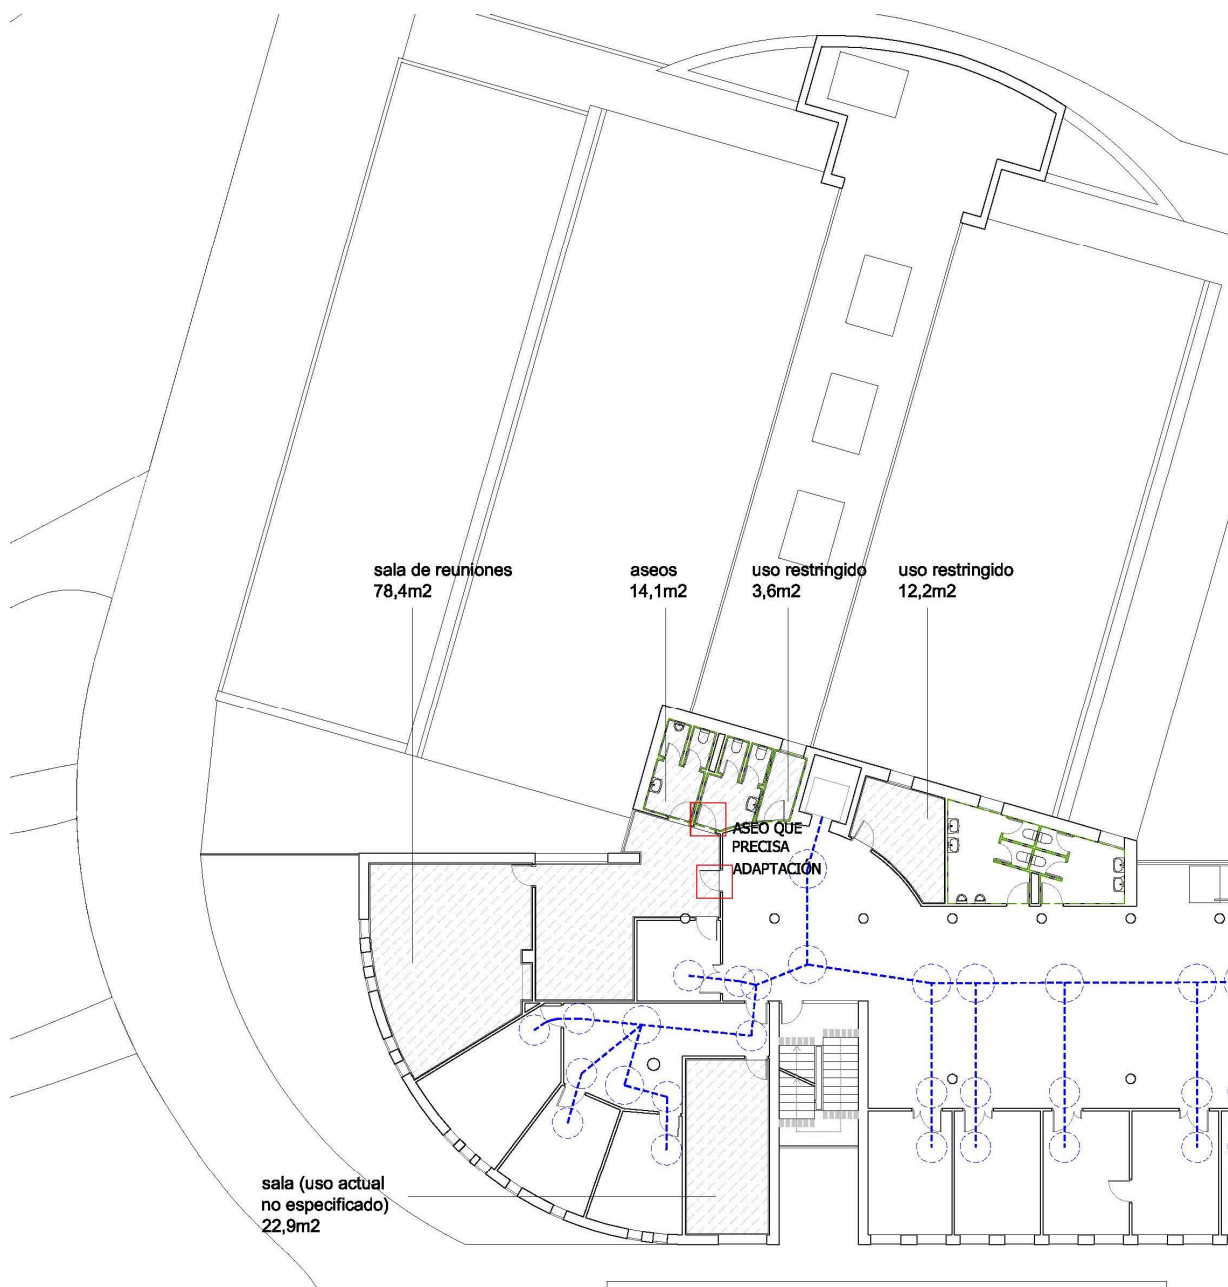 sala de reuniones
78,4m2
aseos
14,1m2
uso restringido
3,6m2
uso restringido
12,2m2
ASEO QUE
PRECISA
ADAPTACIÓN
sala (uso actual
no especificado)
22,9m2